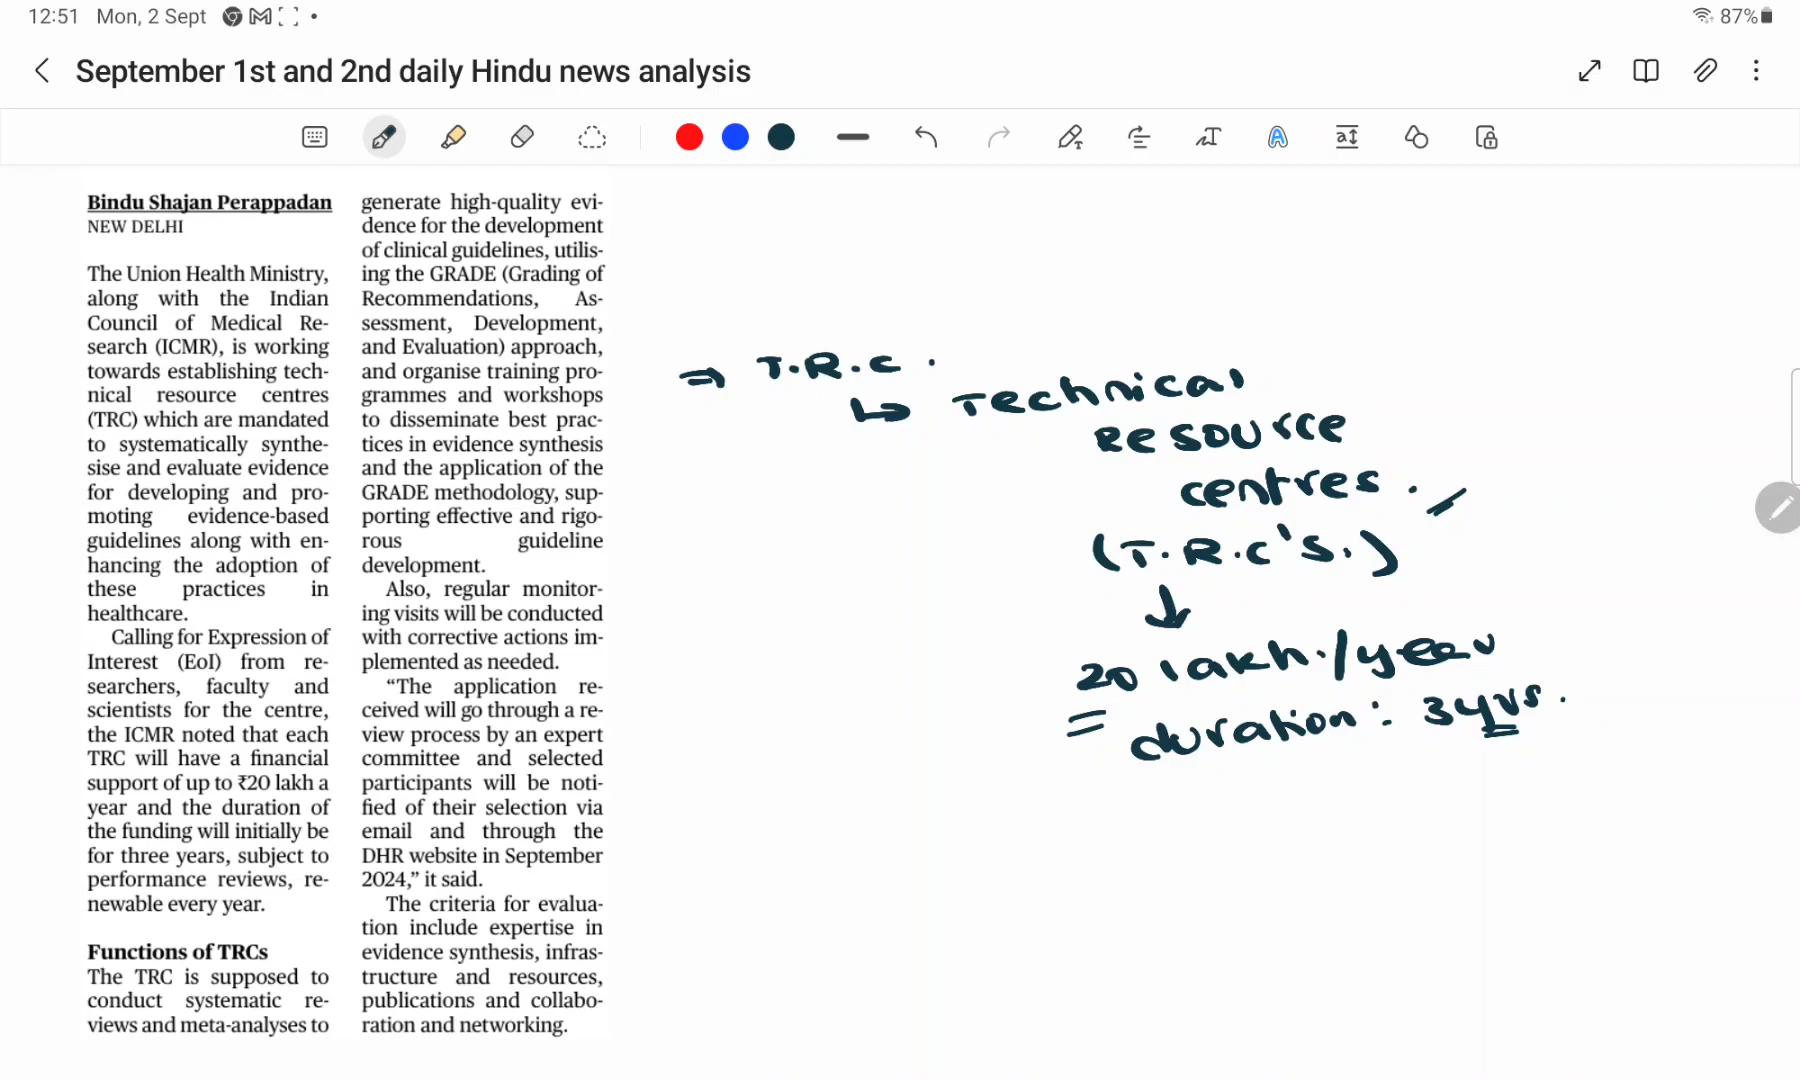 12:51 Mon, 2 Sept
87%
September 1st and 2nd daily Hindu news analysis
Bindu Shajan Perappadan
NEW DELHI
The Union Health Ministry,
along with the Indian
Council of Medical Re-
search (ICMR), is working
towards establishing tech-
nical resource centres
(TRC) which are mandated
to systematically synthe-
sise and evaluate evidence
for developing and pro-
moting evidence-based
guidelines along with en-
hancing the adoption of
these practices in
healthcare.
Calling for Expression of
Interest (EoI) from re-
searchers, faculty and
scientists for the centre,
the ICMR noted that each
TRC will have a financial
support of up to ₹20 lakh a
year and the duration of
the funding will initially be
for three years, subject to
performance reviews, re-
newable every year.
Functions of TRCs
The TRC is supposed to
conduct systematic re-
views and meta-analyses to
generate high-quality evi-
dence for the development
of clinical guidelines, utilis-
ing the GRADE (Grading of
Recommendations, As-
sessment, Development,
and Evaluation) approach,
and organise training pro-
grammes and workshops
to disseminate best prac-
tices in evidence synthesis
and the application of the
GRADE methodology, sup-
porting effective and rigo-
rous guideline
development.
Also, regular monitor-
ing visits will be conducted
with corrective actions im-
plemented as needed.
“The application re-
ceived will go through a re-
view process by an expert
committee and selected
participants will be noti-
fied of their selection via
email and through the
DHR website in September
2024,” it said.
The criteria for evalua-
tion include expertise in
evidence synthesis, infras-
tructure and resources,
publications and collabo-
ration and networking.
⇒ T.R.C.
↳ Technical
Resource
centres.
(T.R.C's.)
↓
20 lakh./year
= duration: 3yrs.